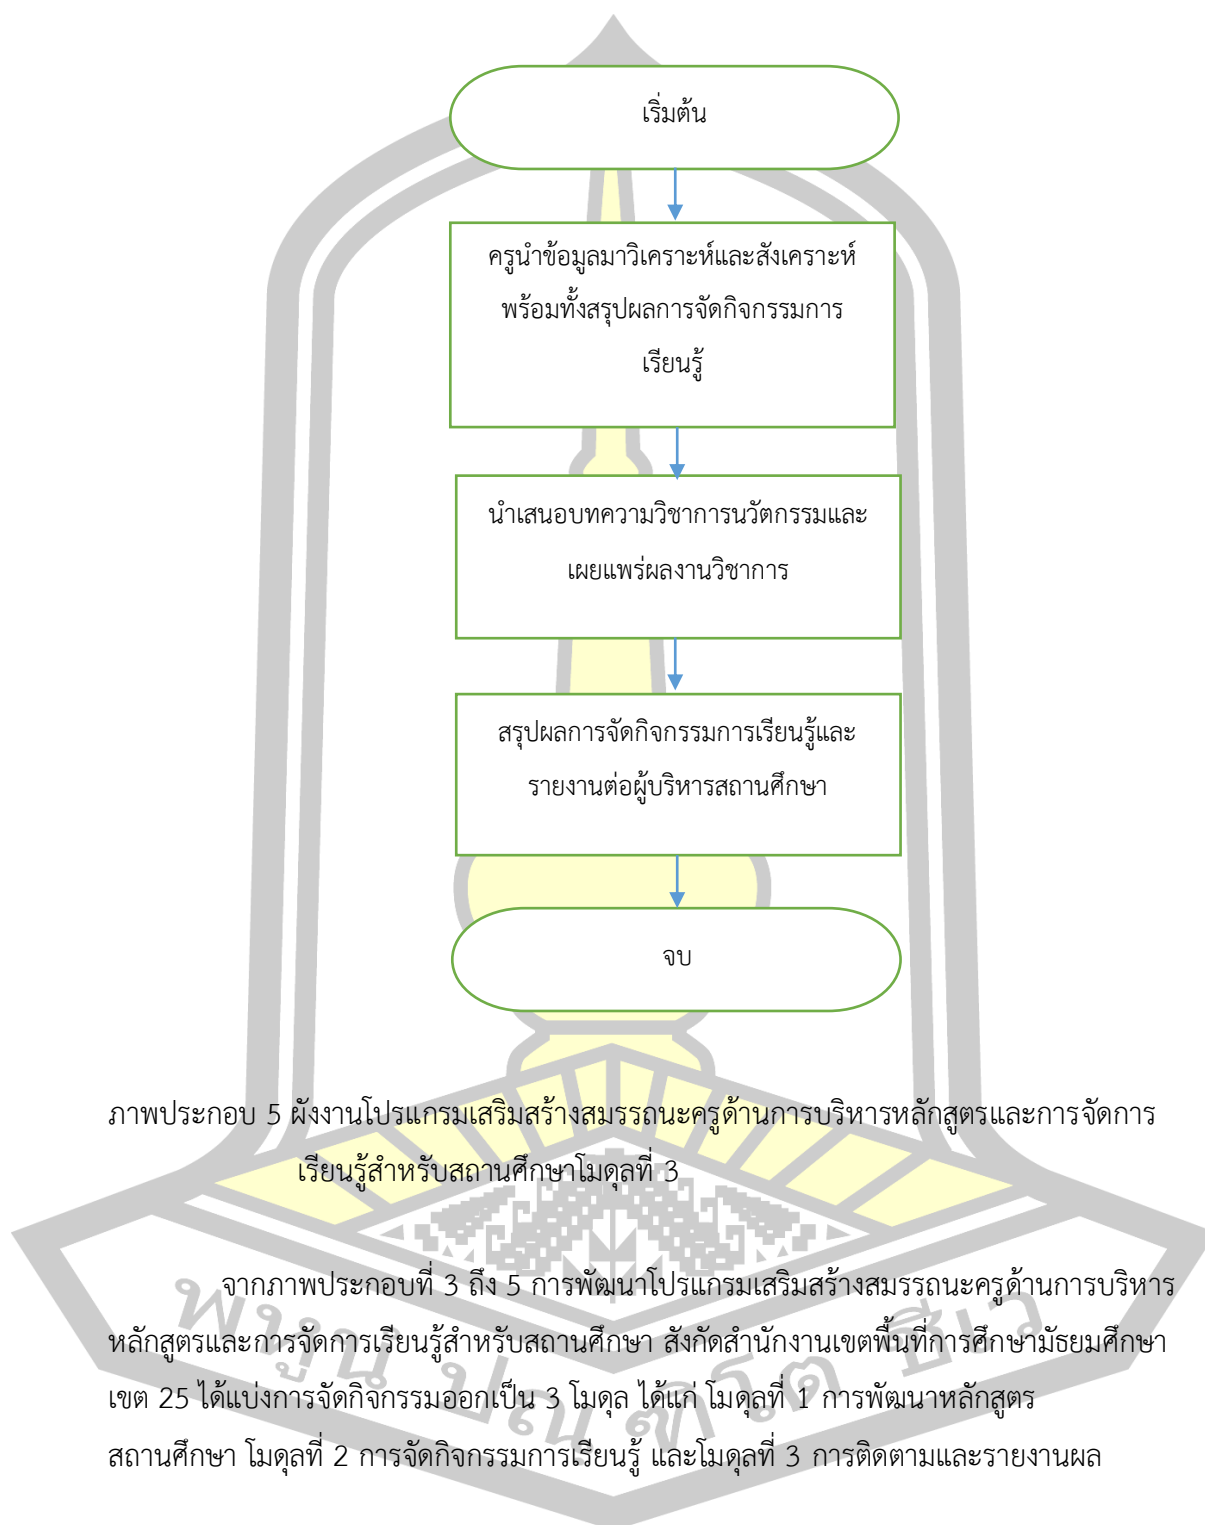 เริ่มต้น
ครูนำข้อมูลมาวิเคราะห์และสังเคราะห์
พร้อมทั้งสรุปผลการจัดกิจกรรมการ
เรียนรู้
นำเสนอบทความวิชาการนวัตกรรมและ
เผยแพร่ผลงานวิชาการ
สรุปผลการจัดกิจกรรมการเรียนรู้และ
รายงานต่อผู้บริหารสถานศึกษา
จบ
ภาพประกอบ 5 ผังงานโปรแกรมเสริมสร้างสมรรถนะครูด้านการบริหารหลักสูตรและการจัดการ
เรียนรู้สำหรับสถานศึกษาโมดุลที่ 3
จากภาพประกอบที่ 3 ถึง 5 การพัฒนาโปรแกรมเสริมสร้างสมรรถนะครูด้านการบริหาร
หลักสูตรและการจัดการเรียนรู้สำหรับสถานศึกษา สังกัดสำนักงานเขตพื้นที่การศึกษามัธยมศึกษา
เขต 25 ได้แบ่งการจัดกิจกรรมออกเป็น 3 โมดุล ได้แก่ โมดุลที่ 1 การพัฒนาหลักสูตร
สถานศึกษา โมดุลที่ 2 การจัดกิจกรรมการเรียนรู้ และโมดุลที่ 3 การติดตามและรายงานผล
พหูน ปณฺฑิโต ชีเว